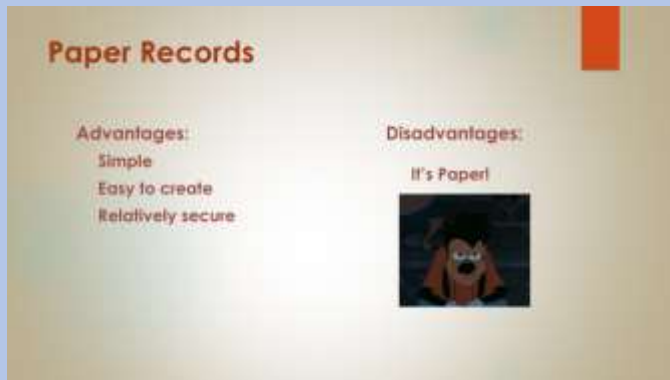 Paper Records
Advantages:
Simple
Easy to create
Relatively secure
Disadvantages:
It's Paper!